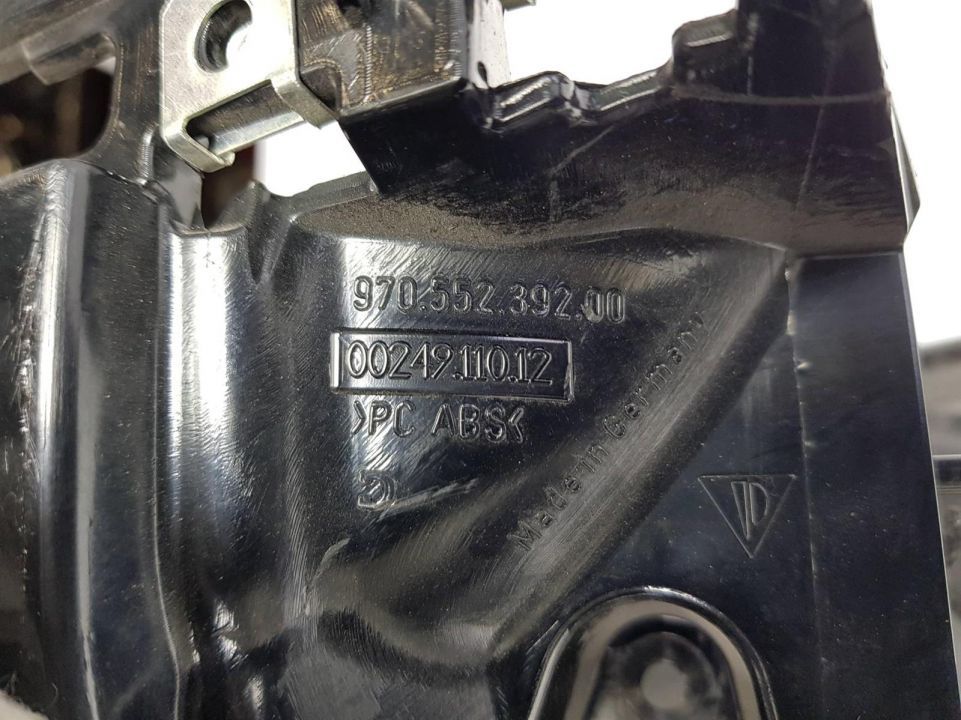 970.552.392.00
00249.110.12
>PC ABS<
Made in Germany